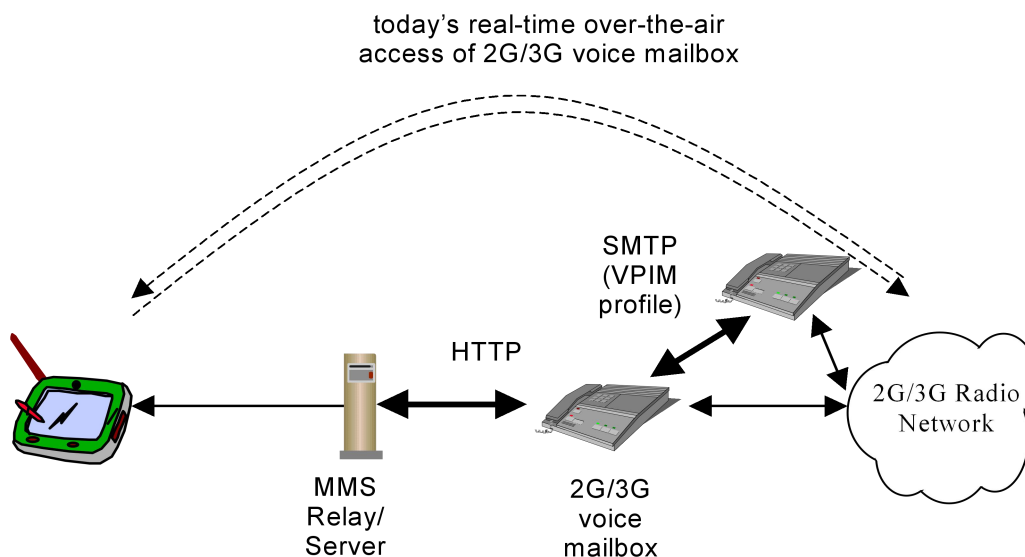 today's real-time over-the-air
access of 2G/3G voice mailbox
SMTP
(VPIM
profile)
HTTP
2G/3G Radio
Network
MMS
Relay/
Server
2G/3G
voice
mailbox